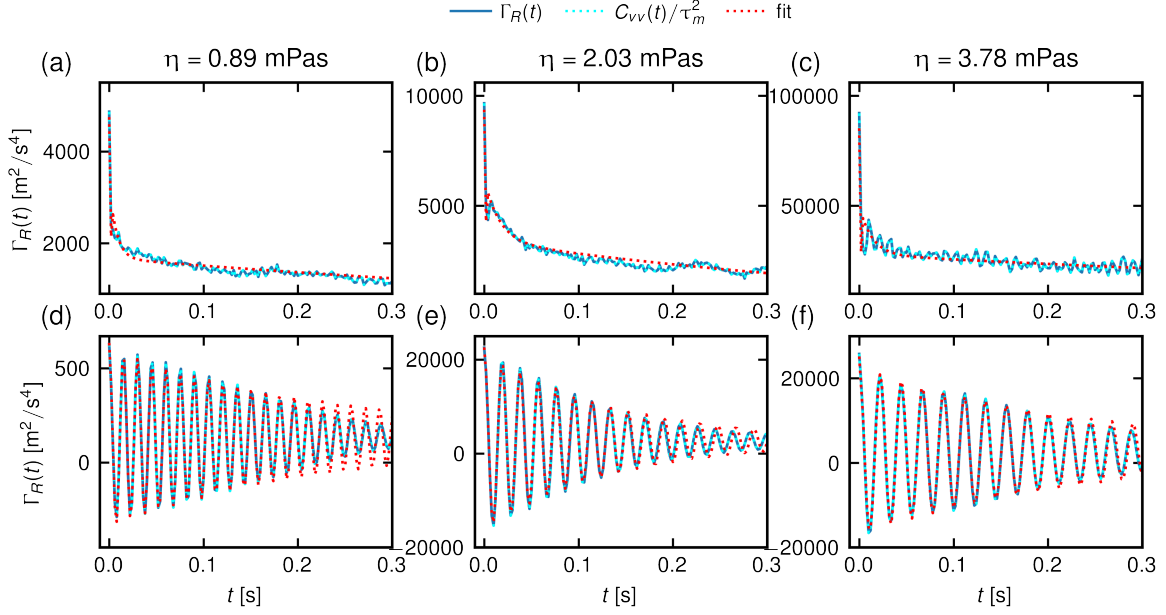 Γ_R(t) C_vv(t)/τ_m^2 fit
(a) η = 0.89 mPas (b) η = 2.03 mPas (c) η = 3.78 mPas
Γ_R(t) [m^2/s^4]
4000
2000
10000
5000
0
100000
50000
0.0 0.1 0.2 0.3 0.0 0.1 0.2 0.3 0.0 0.1 0.2 0.3
(d) (e) (f)
Γ_R(t) [m^2/s^4]
500
0
20000
0
−20000
20000
0
−20000
0.0 0.1 0.2 0.3 0.0 0.1 0.2 0.3 0.0 0.1 0.2 0.3
t [s] t [s] t [s]